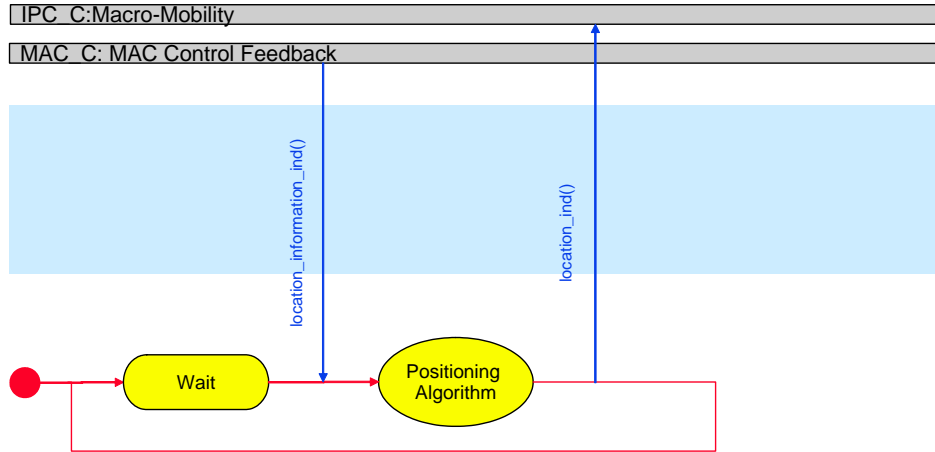 IPC_C:Macro-Mobility
MAC_C: MAC Control Feedback
location_information_ind()
location_ind()
Wait
Positioning
Algorithm